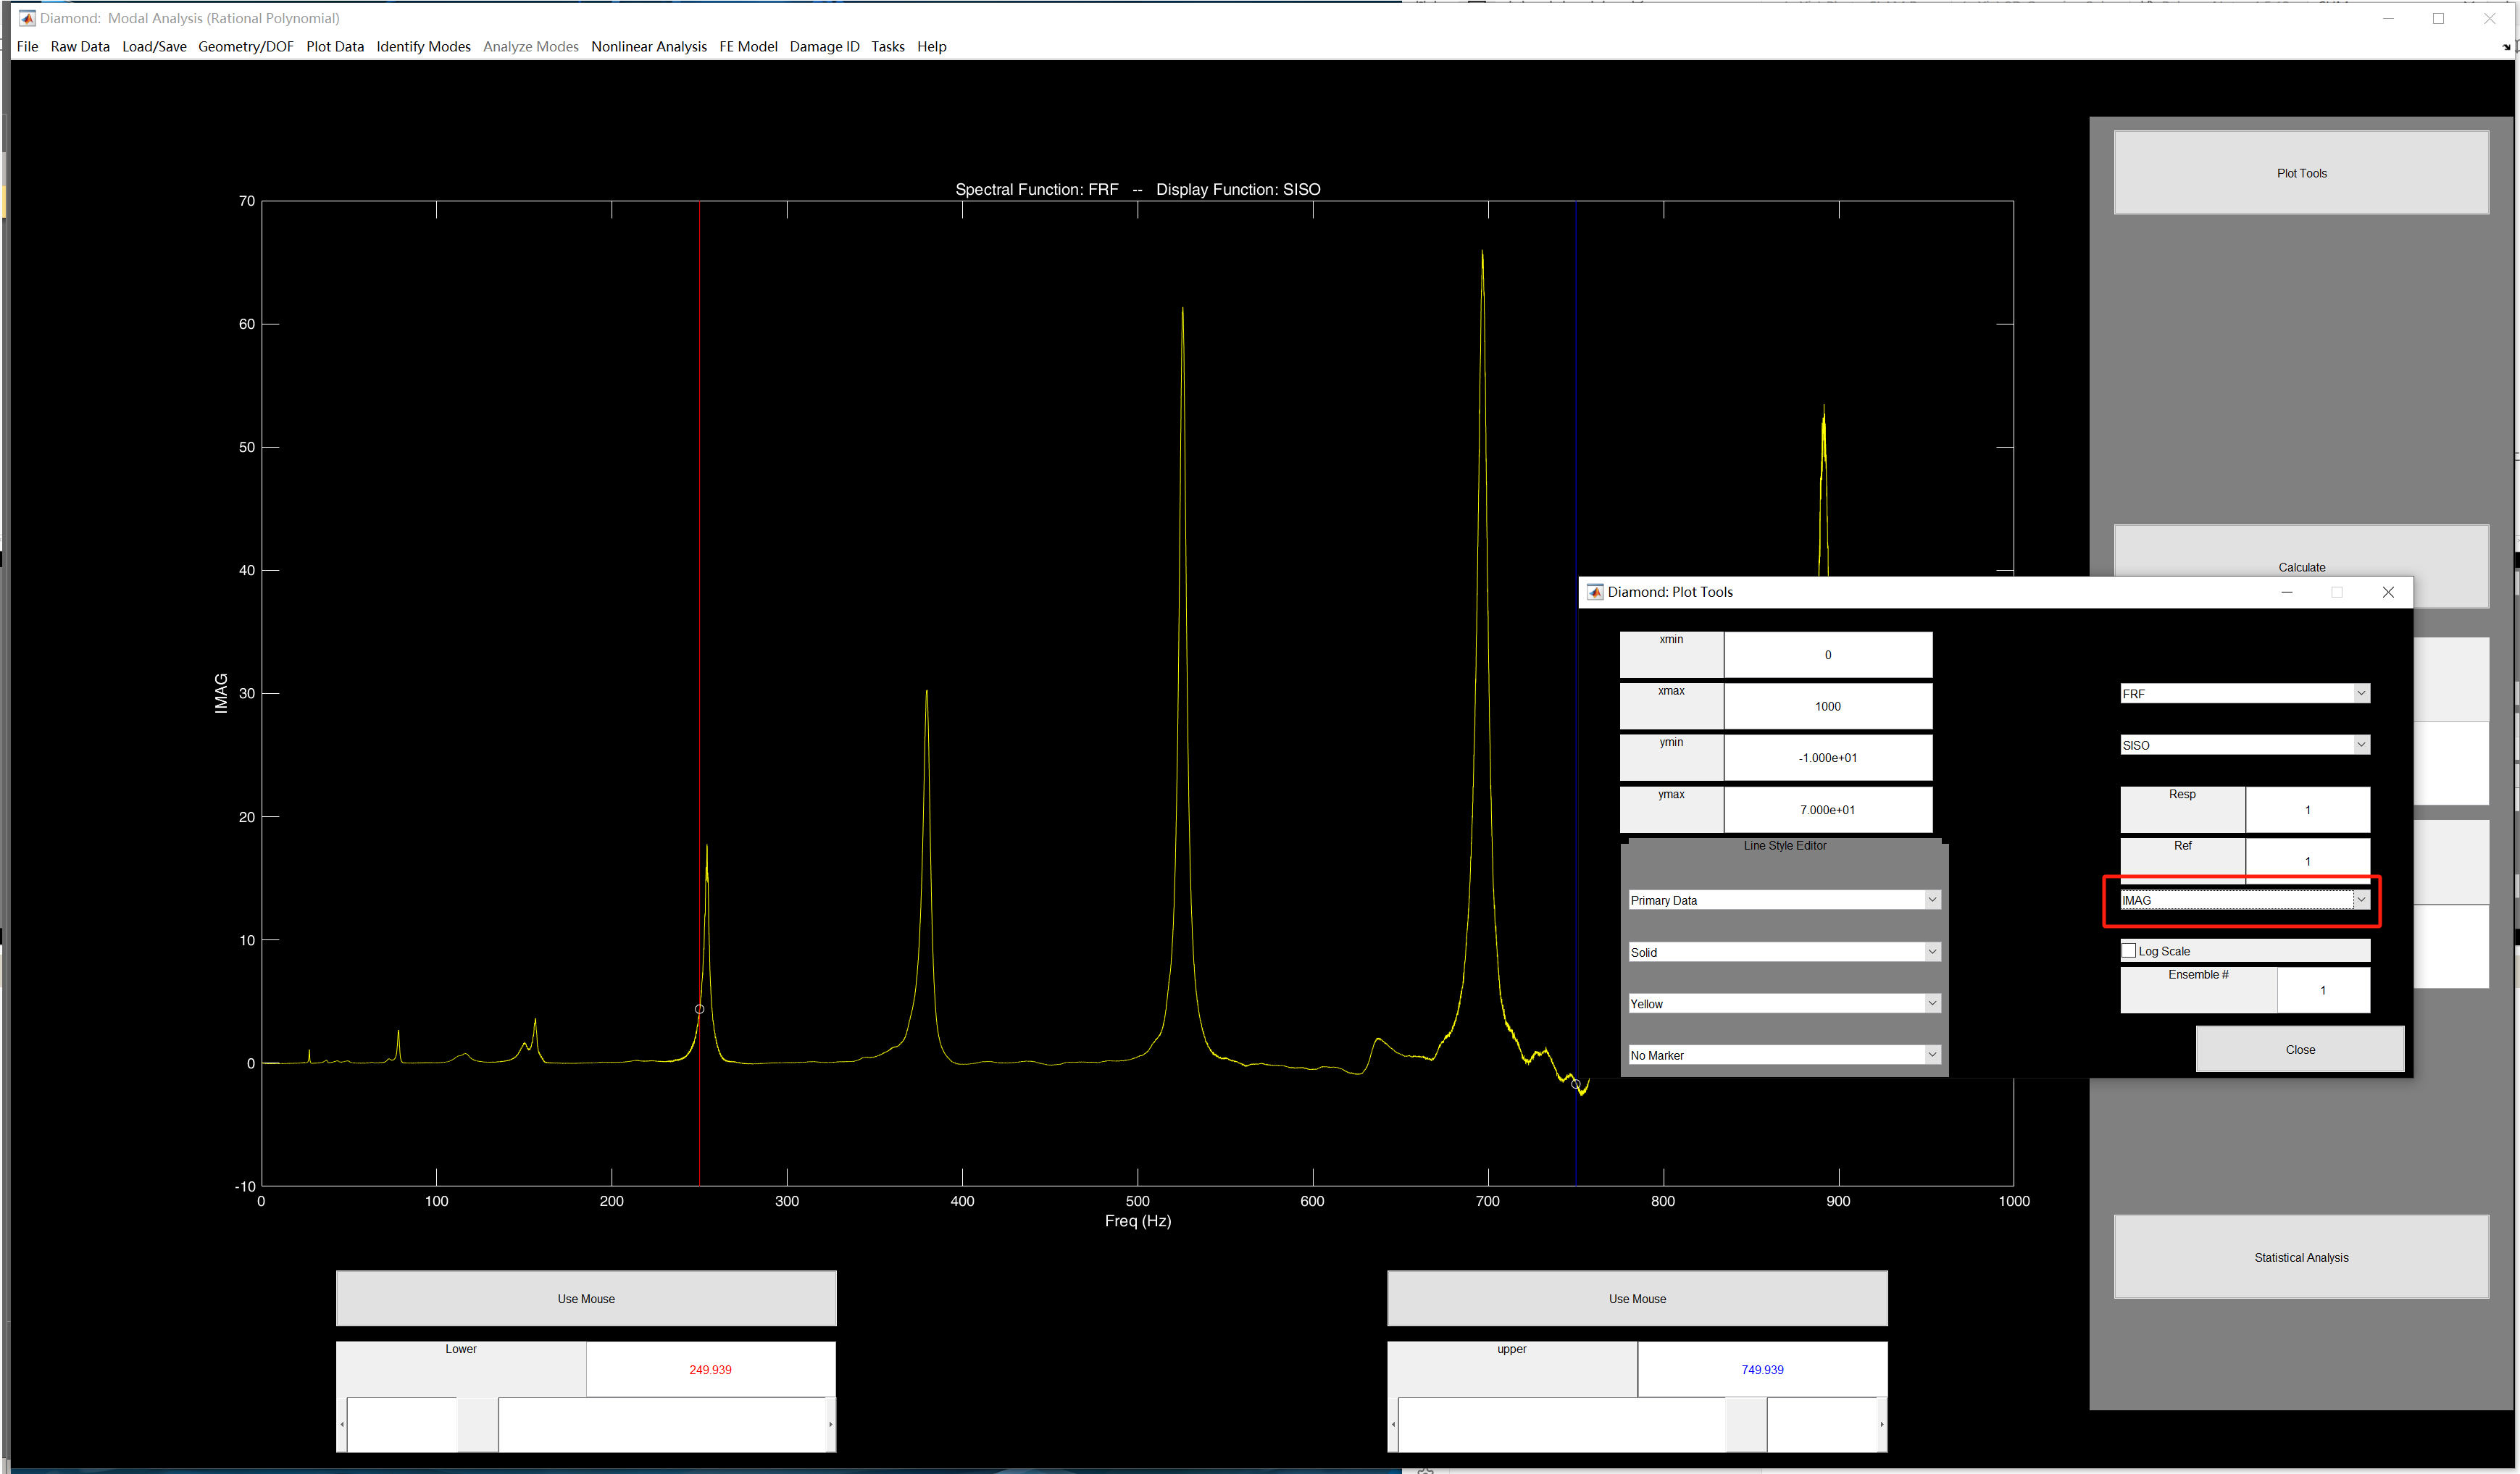 Diamond:  Modal Analysis (Rational Polynomial)
File Raw Data Load/Save Geometry/DOF Plot Data Identify Modes Analyze Modes Nonlinear Analysis FE Model Damage ID Tasks Help
Spectral Function: FRF  --  Display Function: SISO
70
60
50
40
30
20
10
0
-10
IMAG
0 100 200 300 400 500 600 700 800 900 1000
Freq (Hz)
Use Mouse
Lower 249.939
Use Mouse
upper 749.939
Plot Tools
Calculate
Statistical Analysis
Diamond: Plot Tools
xmin 0
xmax 1000
ymin -1.000e+01
ymax 7.000e+01
Line Style Editor
Primary Data
Solid
Yellow
No Marker
FRF
SISO
Resp 1
Ref 1
IMAG
Log Scale
Ensemble # 1
Close